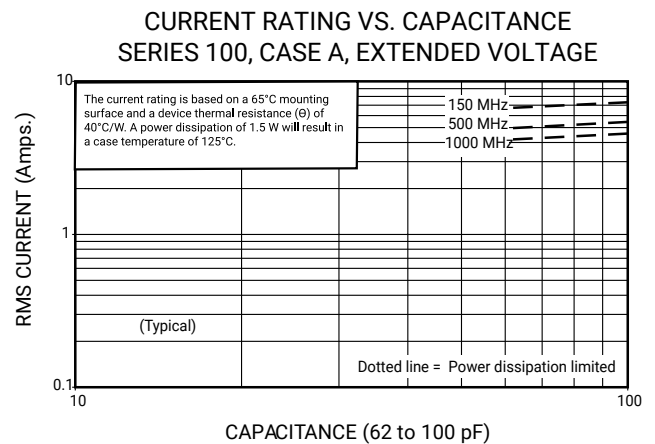 CURRENT RATING VS. CAPACITANCE
SERIES 100, CASE A, EXTENDED VOLTAGE
10
The current rating is based on a 65°C mounting
surface and a device thermal resistance (Θ) of
40°C/W. A power dissipation of 1.5 W will result in
a case temperature of 125°C.
150 MHz
500 MHz
1000 MHz
RMS CURRENT (Amps.)
1
(Typical)
Dotted line = Power dissipation limited
0.1
10
100
CAPACITANCE (62 to 100 pF)